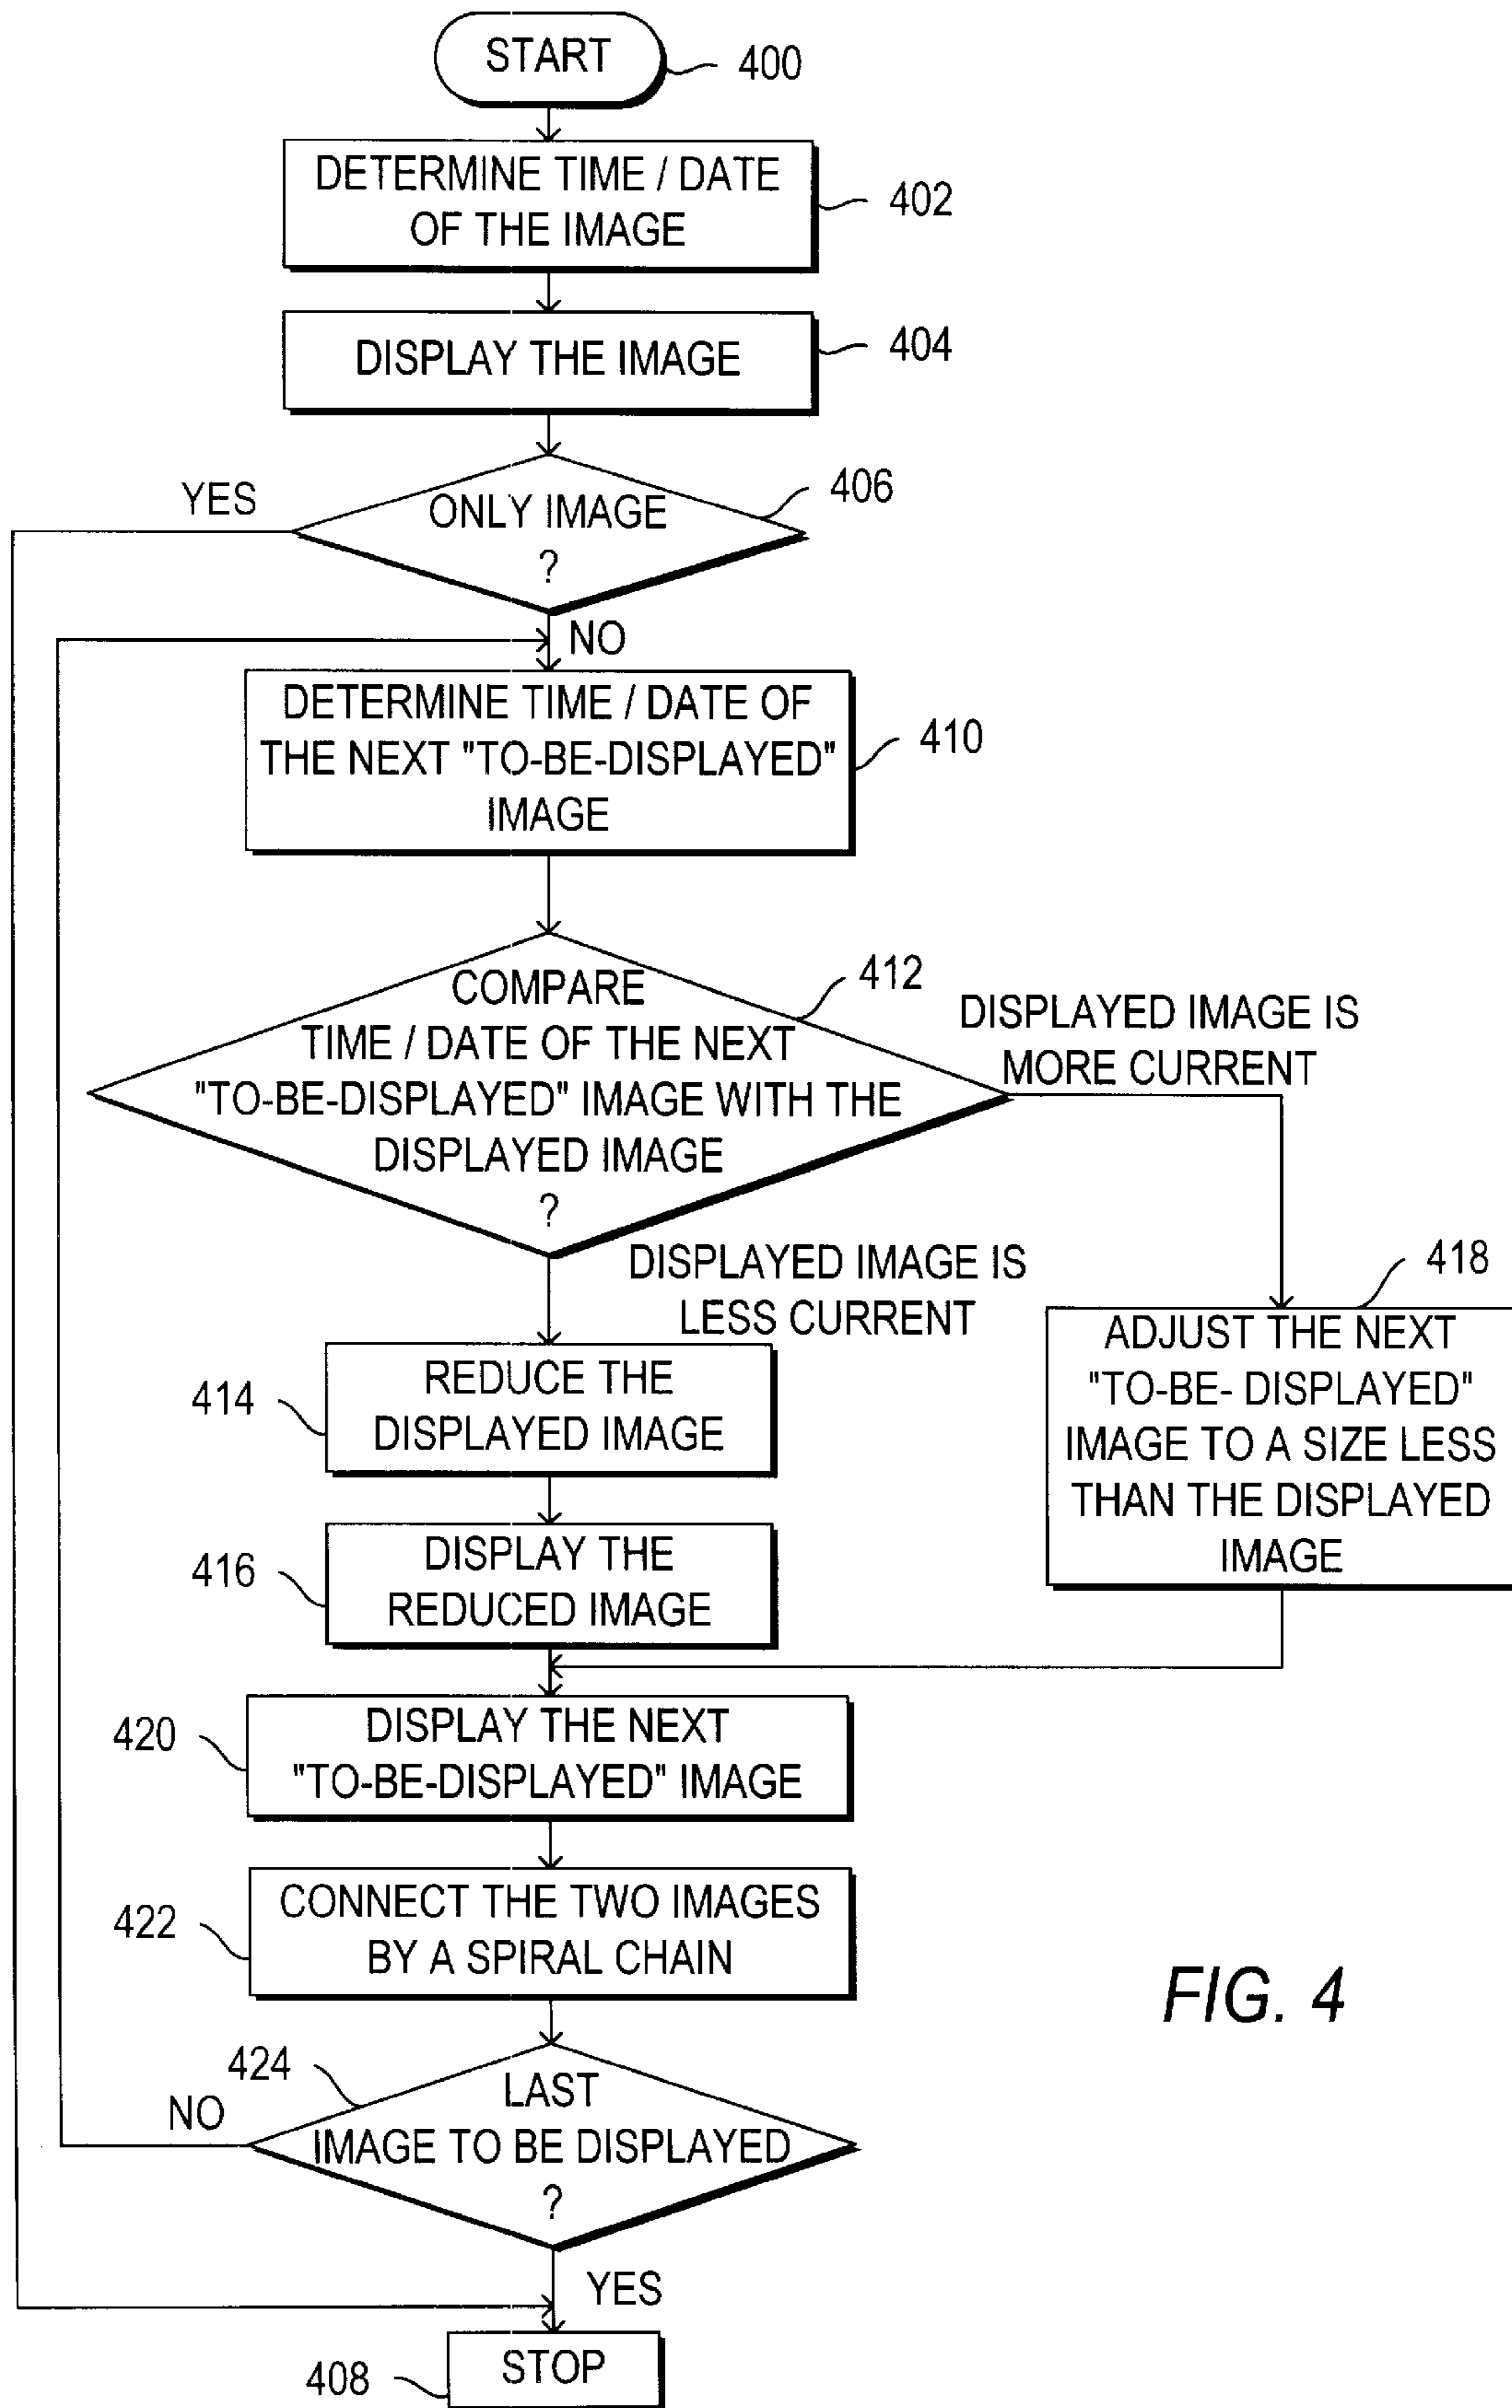 START
400
DETERMINE TIME / DATE
OF THE IMAGE
402
DISPLAY THE IMAGE
404
YES
ONLY IMAGE
?
406
NO
DETERMINE TIME / DATE OF
THE NEXT "TO-BE-DISPLAYED"
IMAGE
410
COMPARE
TIME / DATE OF THE NEXT
"TO-BE-DISPLAYED" IMAGE WITH THE
DISPLAYED IMAGE
?
412
DISPLAYED IMAGE IS
MORE CURRENT
DISPLAYED IMAGE IS
LESS CURRENT
418
ADJUST THE NEXT
"TO-BE- DISPLAYED"
IMAGE TO A SIZE LESS
THAN THE DISPLAYED
IMAGE
414
REDUCE THE
DISPLAYED IMAGE
416
DISPLAY THE
REDUCED IMAGE
420
DISPLAY THE NEXT
"TO-BE-DISPLAYED" IMAGE
422
CONNECT THE TWO IMAGES
BY A SPIRAL CHAIN
FIG. 4
424
NO
LAST
IMAGE TO BE DISPLAYED
?
YES
408
STOP